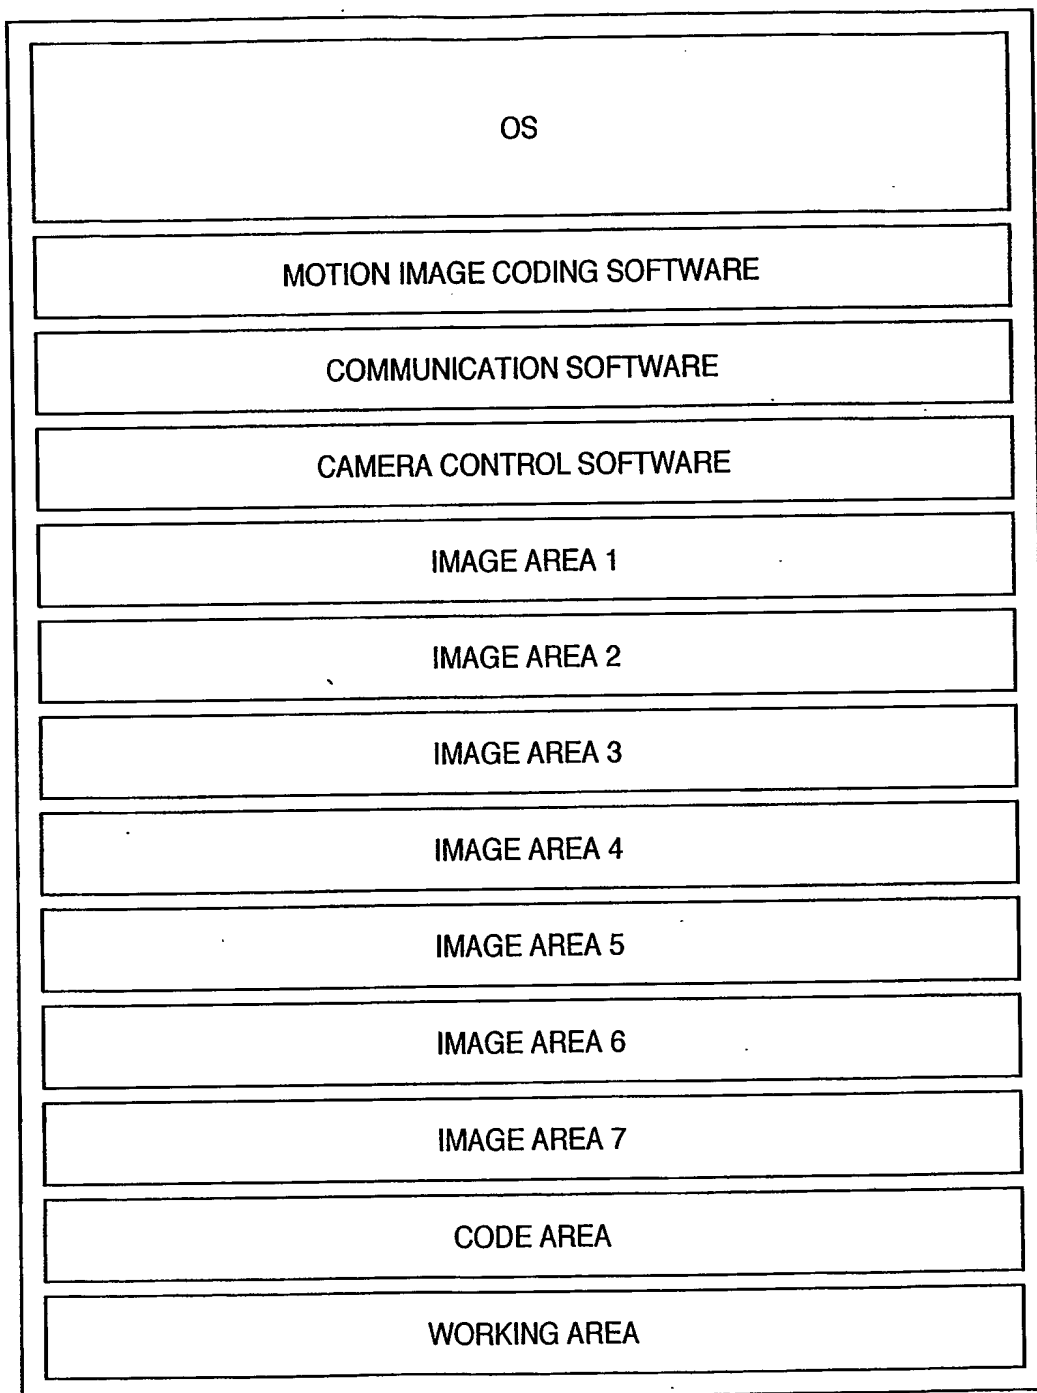 OS
MOTION IMAGE CODING SOFTWARE
COMMUNICATION SOFTWARE
CAMERA CONTROL SOFTWARE
IMAGE AREA 1
IMAGE AREA 2
IMAGE AREA 3
IMAGE AREA 4
IMAGE AREA 5
IMAGE AREA 6
IMAGE AREA 7
CODE AREA
WORKING AREA